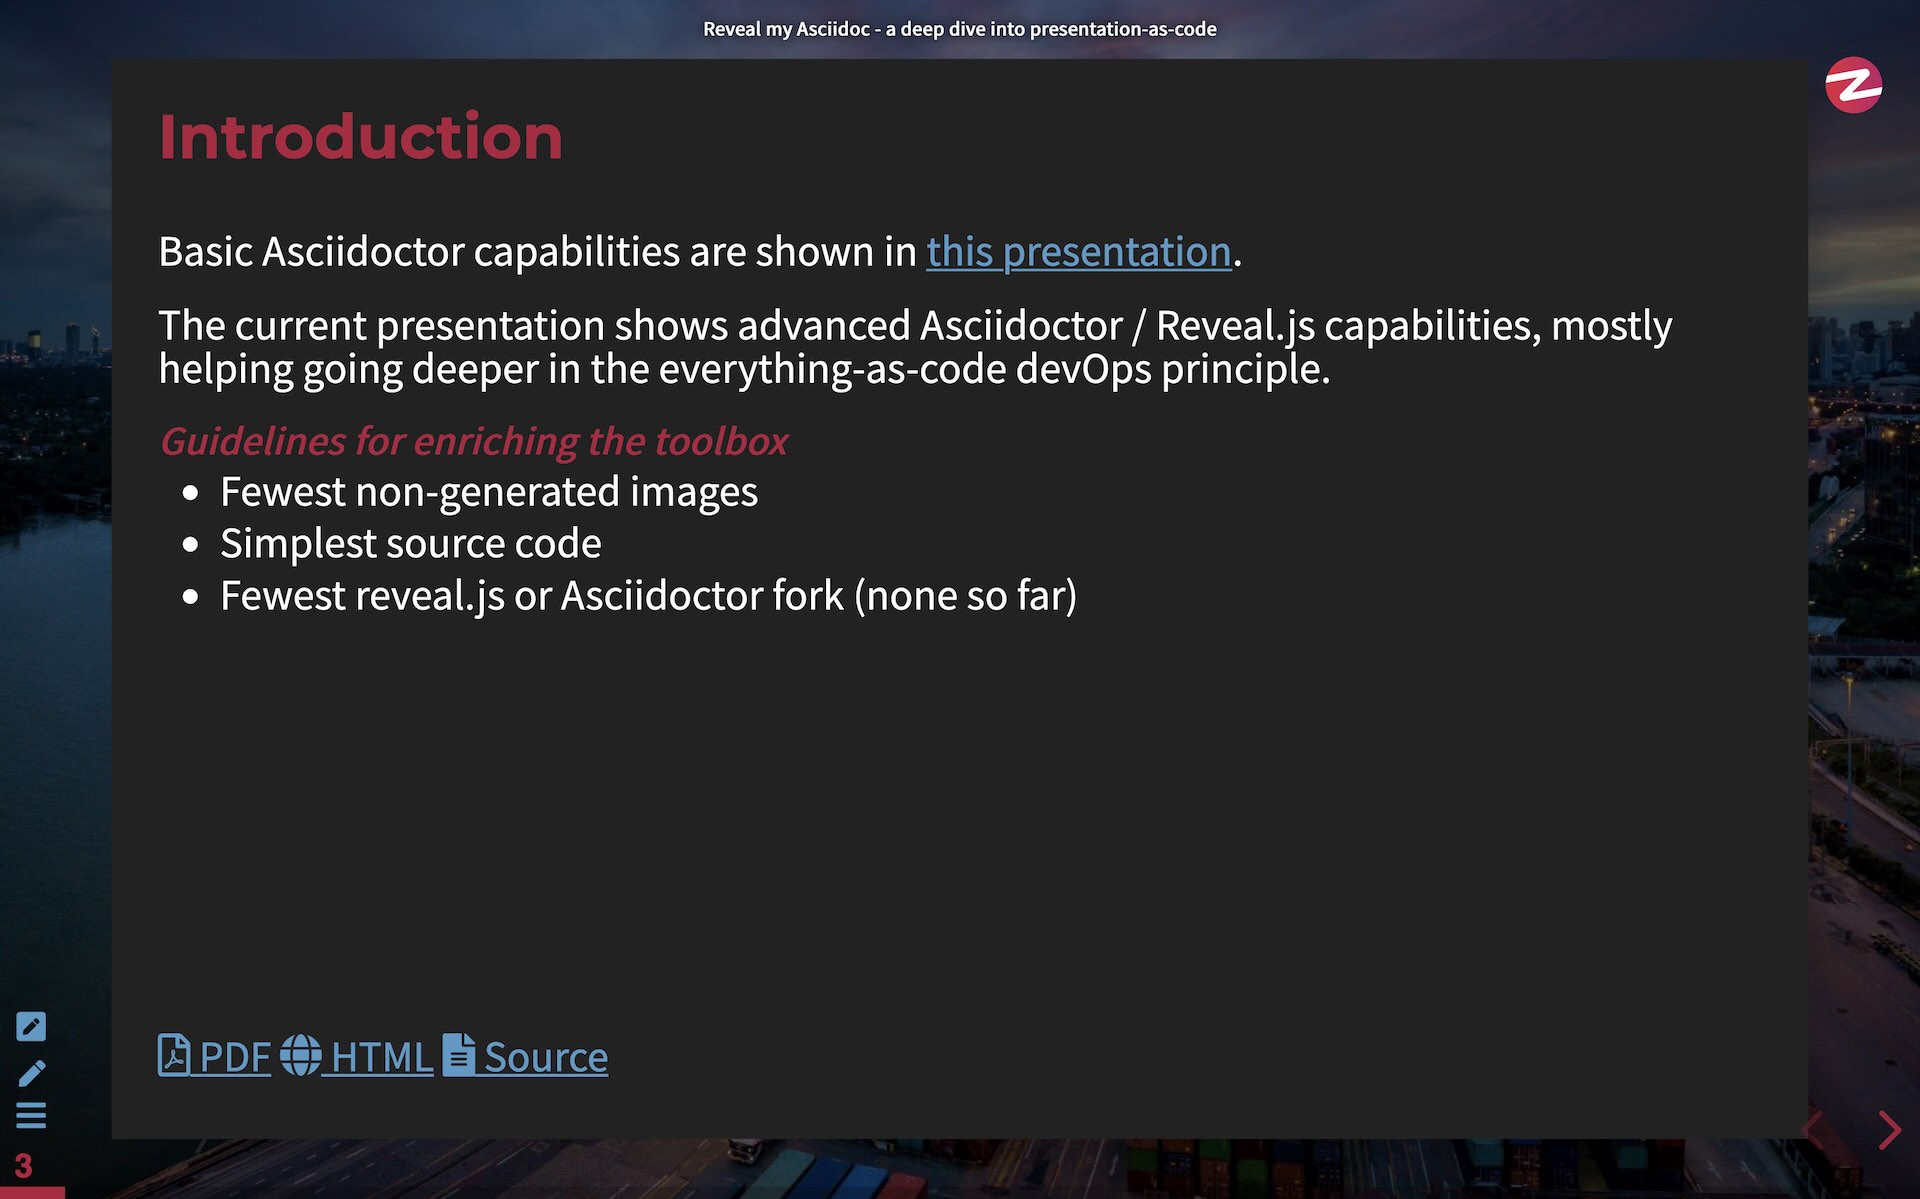 Reveal my Asciidoc - a deep dive into presentation-as-code
Introduction
Basic Asciidoctor capabilities are shown in this presentation.
The current presentation shows advanced Asciidoctor / Reveal.js capabilities, mostly
helping going deeper in the everything-as-code devOps principle.
Guidelines for enriching the toolbox
• Fewest non-generated images
• Simplest source code
• Fewest reveal.js or Asciidoctor fork (none so far)
PDF HTML Source
3